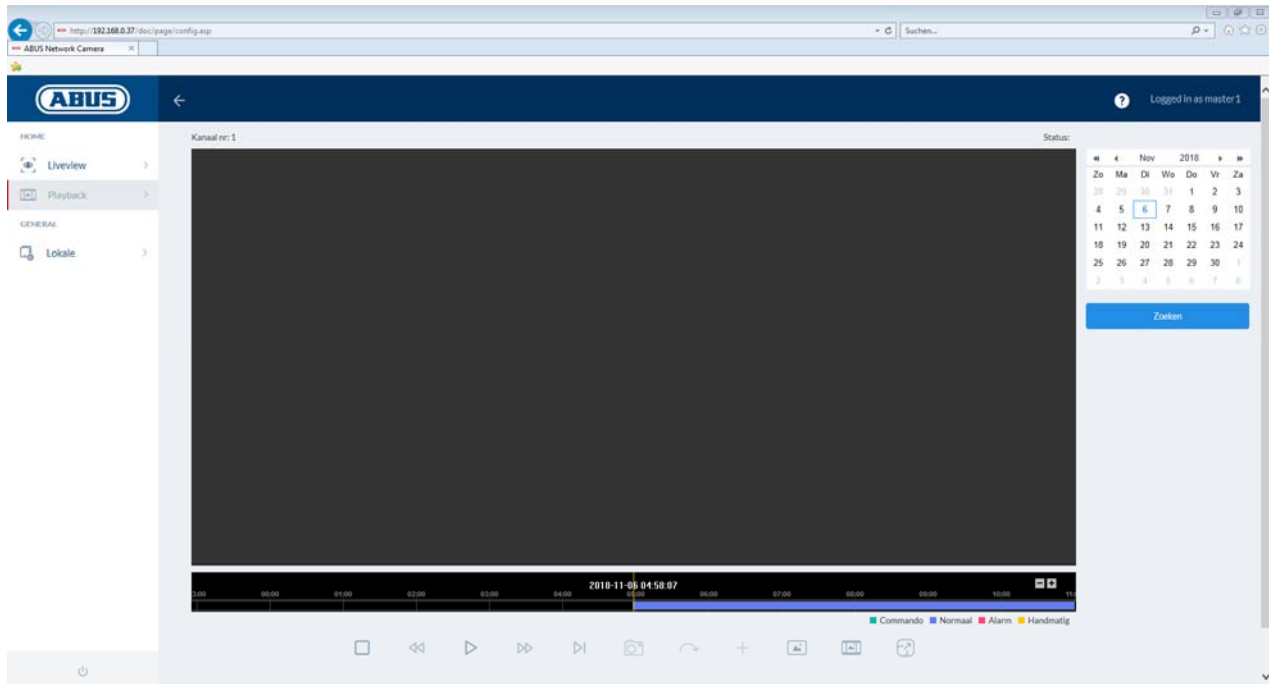 http://192.168.0.37/doc/page/config.asp
Suchen...
ABUS Network Camera
ABUS
Logged in as master1
HOME
Liveview
Playback
GENERAL
Lokale
Kanaal nr: 1
Status:
Nov 2018
Zo Ma Di Wo Do Vr Za
28 29 30 31 1 2 3
4 5 6 7 8 9 10
11 12 13 14 15 16 17
18 19 20 21 22 23 24
25 26 27 28 29 30 1
2 3 4 5 6 7 8
Zoeken
2018-11-06 04:58:07
00:00 01:00 02:00 03:00 04:00 05:00 06:00 07:00 08:00 09:00 10:00
Commando Normaal Alarm Handmatig